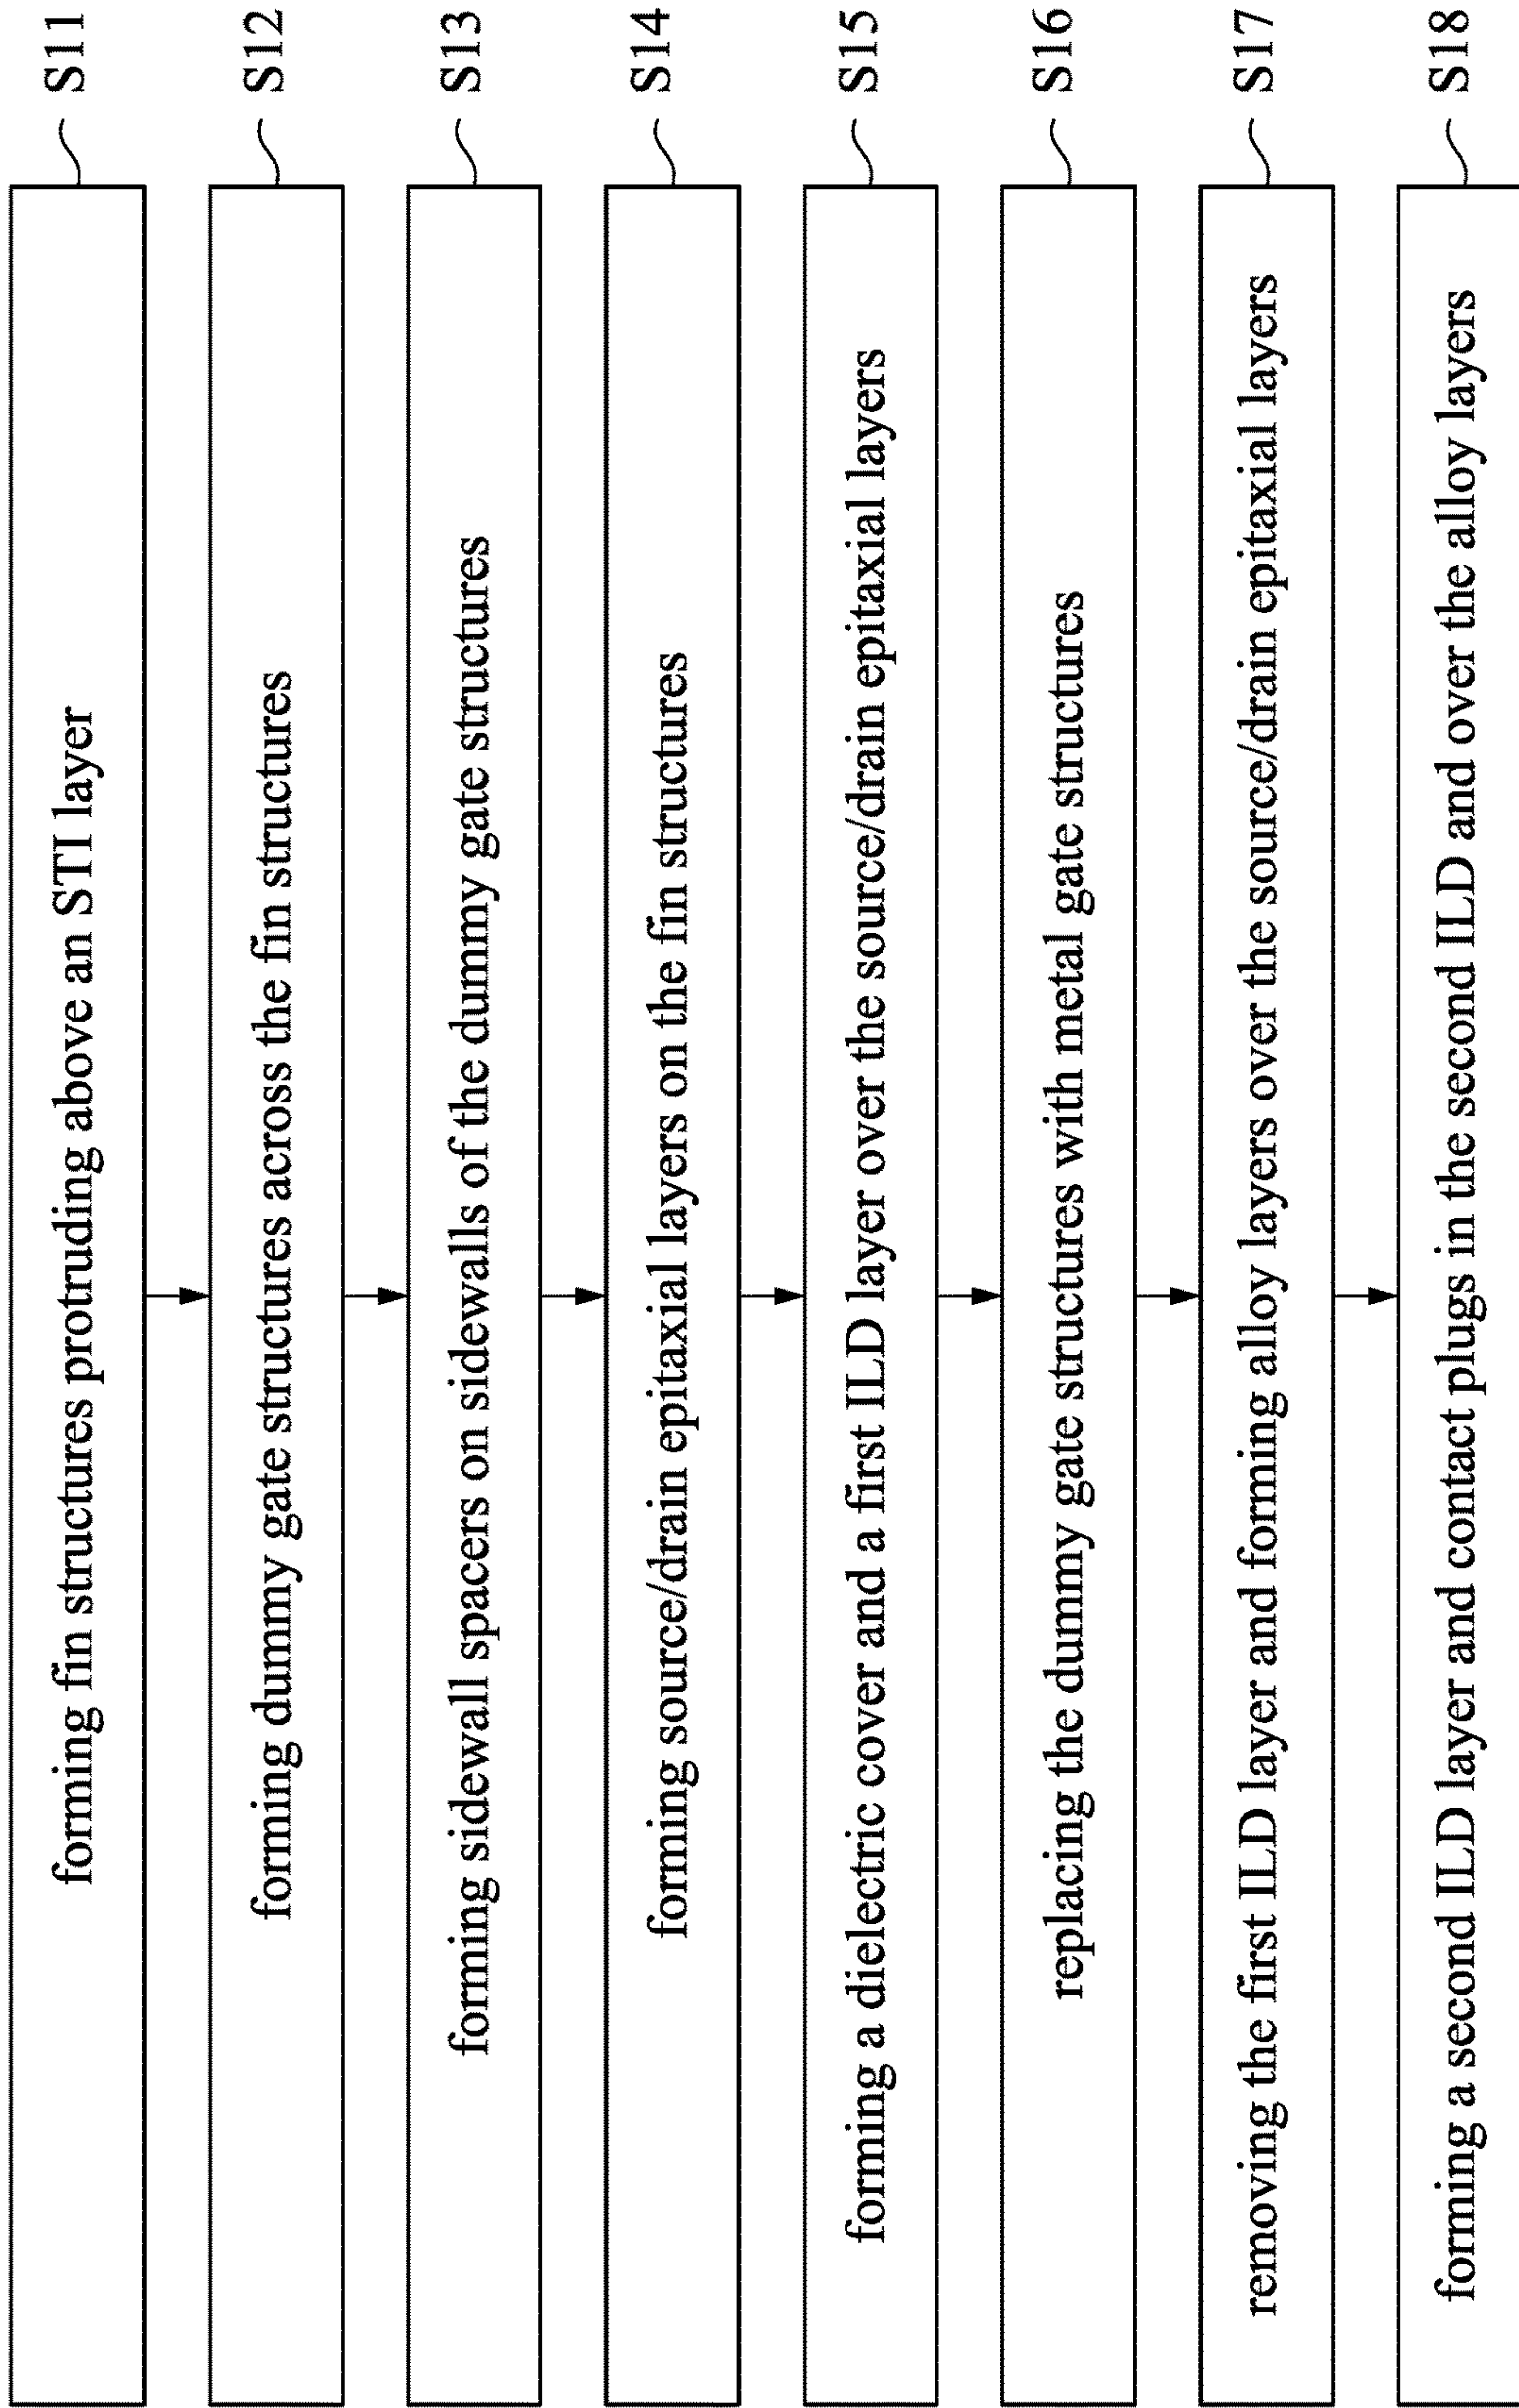 forming fin structures protruding above an STI layer S11
forming dummy gate structures across the fin structures S12
forming sidewall spacers on sidewalls of the dummy gate structures S13
forming source/drain epitaxial layers on the fin structures S14
forming a dielectric cover and a first ILD layer over the source/drain epitaxial layers S15
replacing the dummy gate structures with metal gate structures S16
removing the first ILD layer and forming alloy layers over the source/drain epitaxial layers S17
forming a second ILD layer and contact plugs in the second ILD and over the alloy layers S18